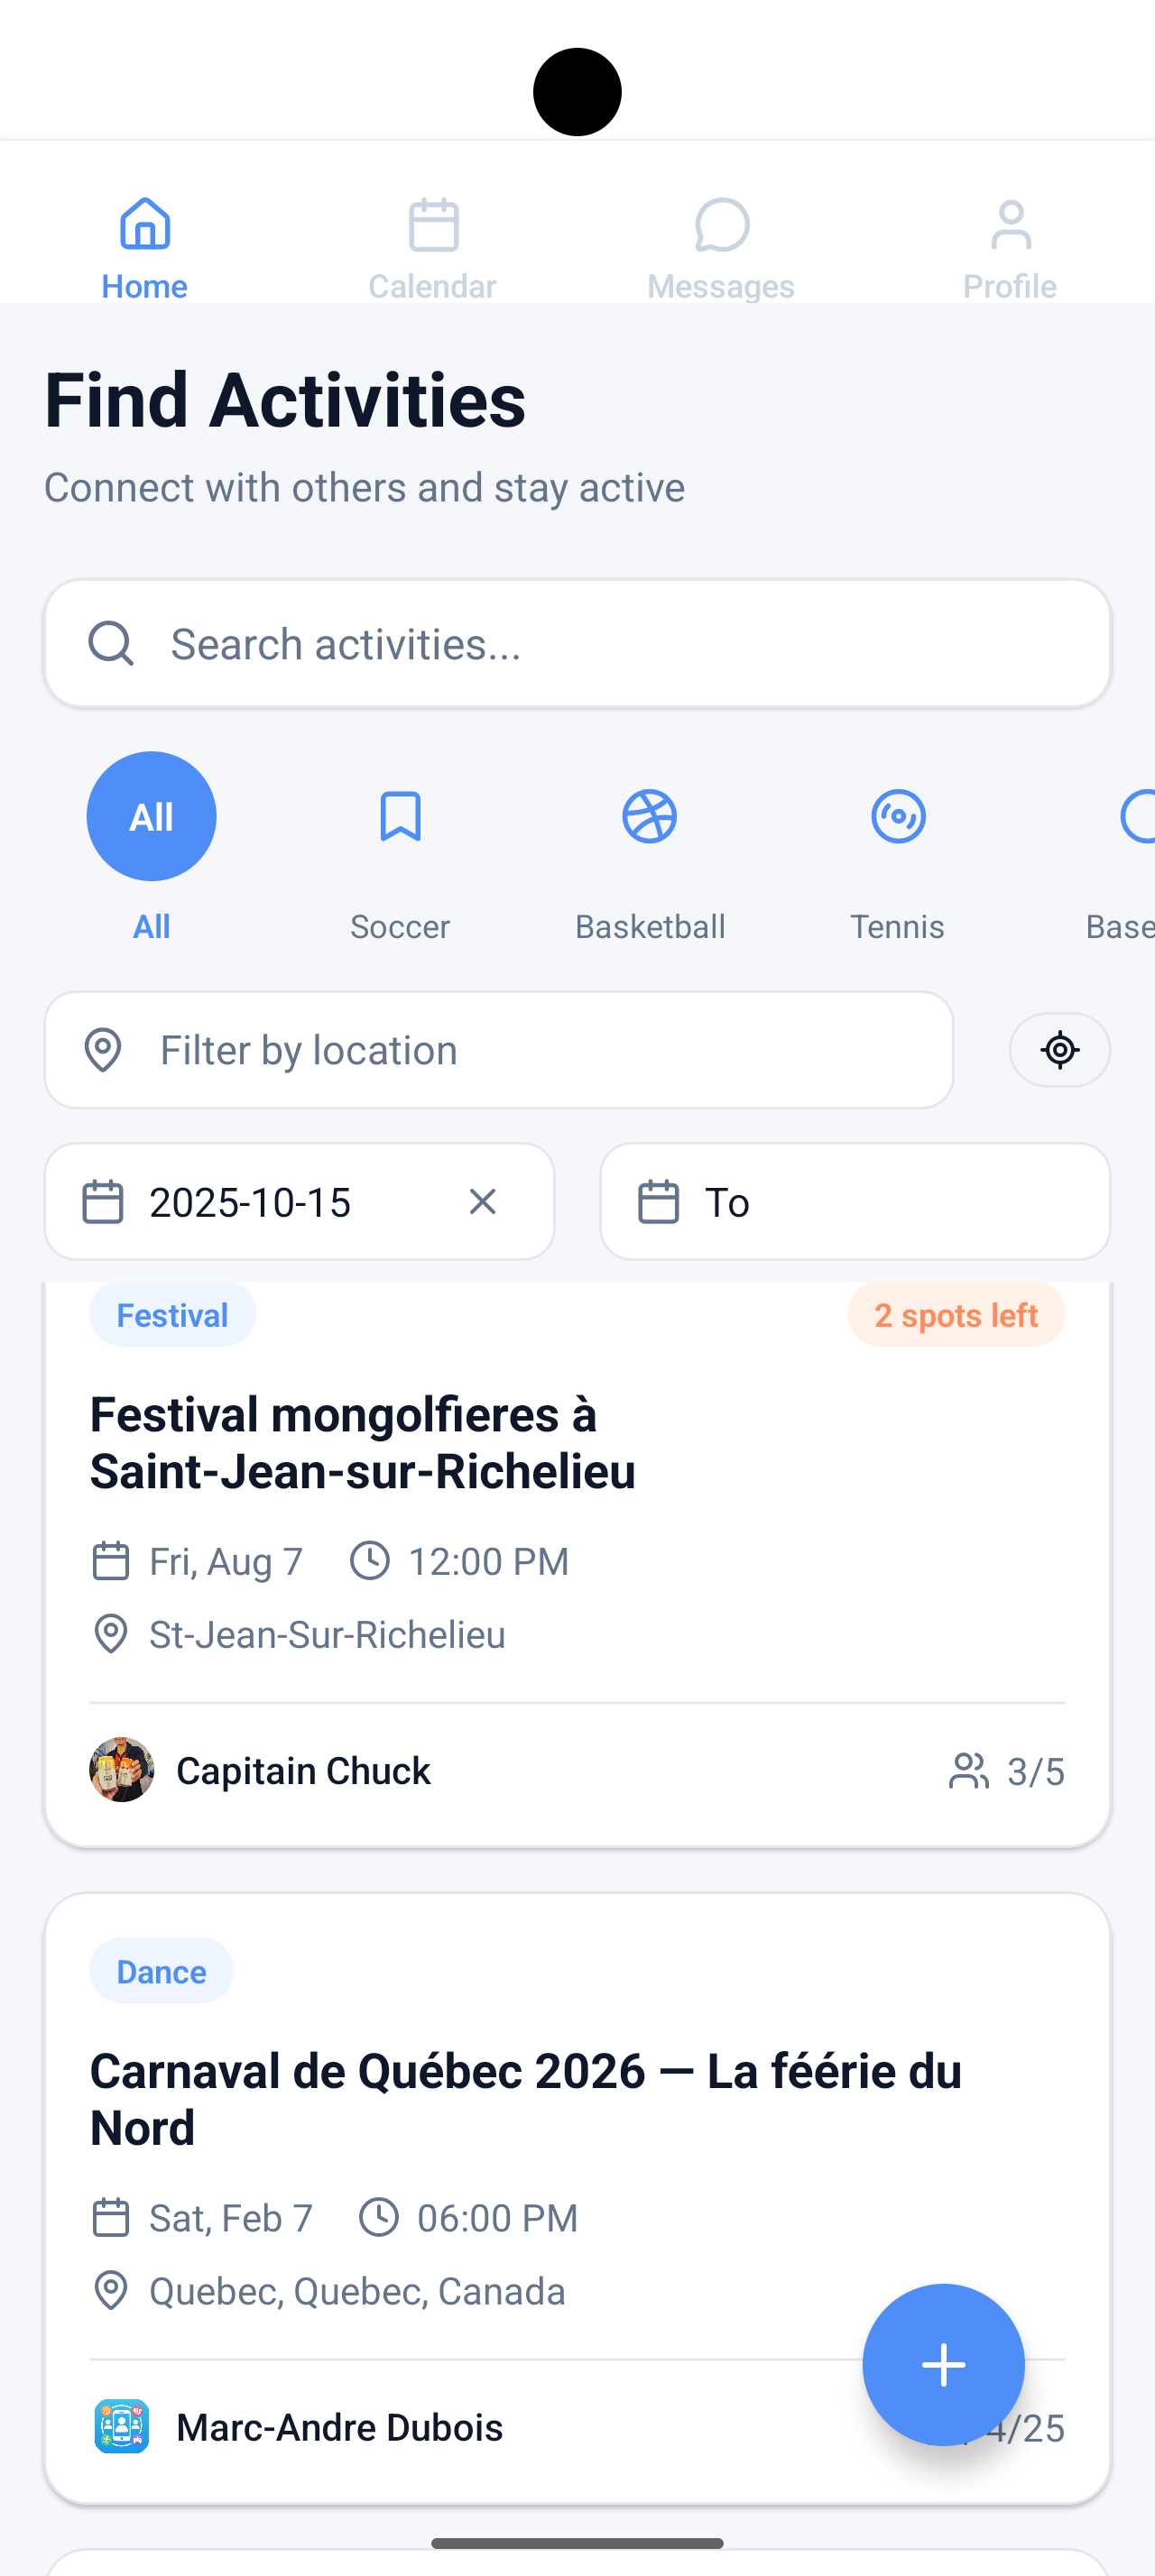 Home
Calendar
Messages
Profile
Find Activities
Connect with others and stay active
Search activities...
All
All
Soccer
Basketball
Tennis
Base
Filter by location
2025-10-15
To
Festival
2 spots left
Festival mongolfieres à
Saint-Jean-sur-Richelieu
Fri, Aug 7
12:00 PM
St-Jean-Sur-Richelieu
Capitain Chuck
3/5
Dance
Carnaval de Québec 2026 — La féérie du
Nord
Sat, Feb 7
06:00 PM
Quebec, Quebec, Canada
Marc-Andre Dubois
4/25